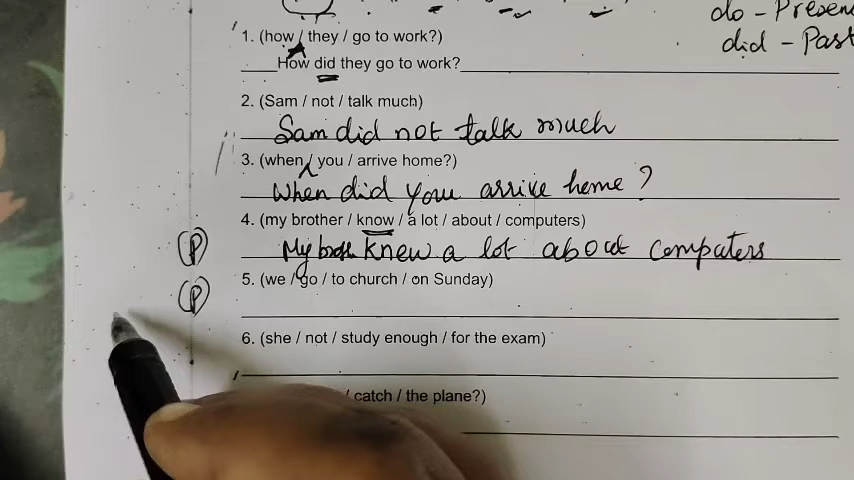 do - Presen
1. (how / they / go to work?)
did - Past
How did they go to work?
2. (Sam / not / talk much)
Sam did not talk much
3. (when / you / arrive home?)
When did you arrive home?
4. (my brother / know / a lot / about / computers)
P My knew a lot about computers
5. (we / go / to church / on Sunday)
P
6. (she / not / study enough / for the exam)
/ catch / the plane?)